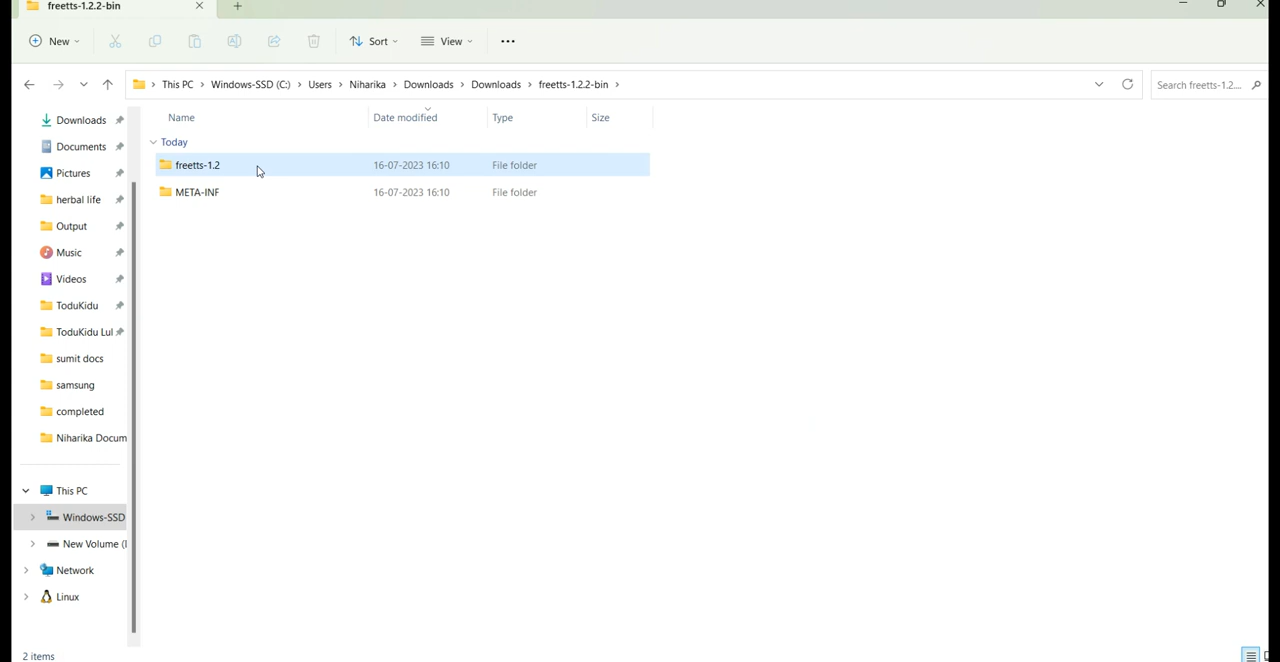 freetts-1.2.2-bin
New
Sort
View
This PC > Windows-SSD (C:) > Users > Niharika > Downloads > Downloads > freetts-1.2.2-bin >
Search freetts-1.2....
Name
Date modified
Type
Size
Today
freetts-1.2 16-07-2023 16:10 File folder
META-INF 16-07-2023 16:10 File folder
Downloads
Documents
Pictures
herbal life
Output
Music
Videos
ToduKidu
ToduKidu Lul
sumit docs
samsung
completed
Niharika Docum
This PC
Windows-SSD
New Volume (
Network
Linux
2 items